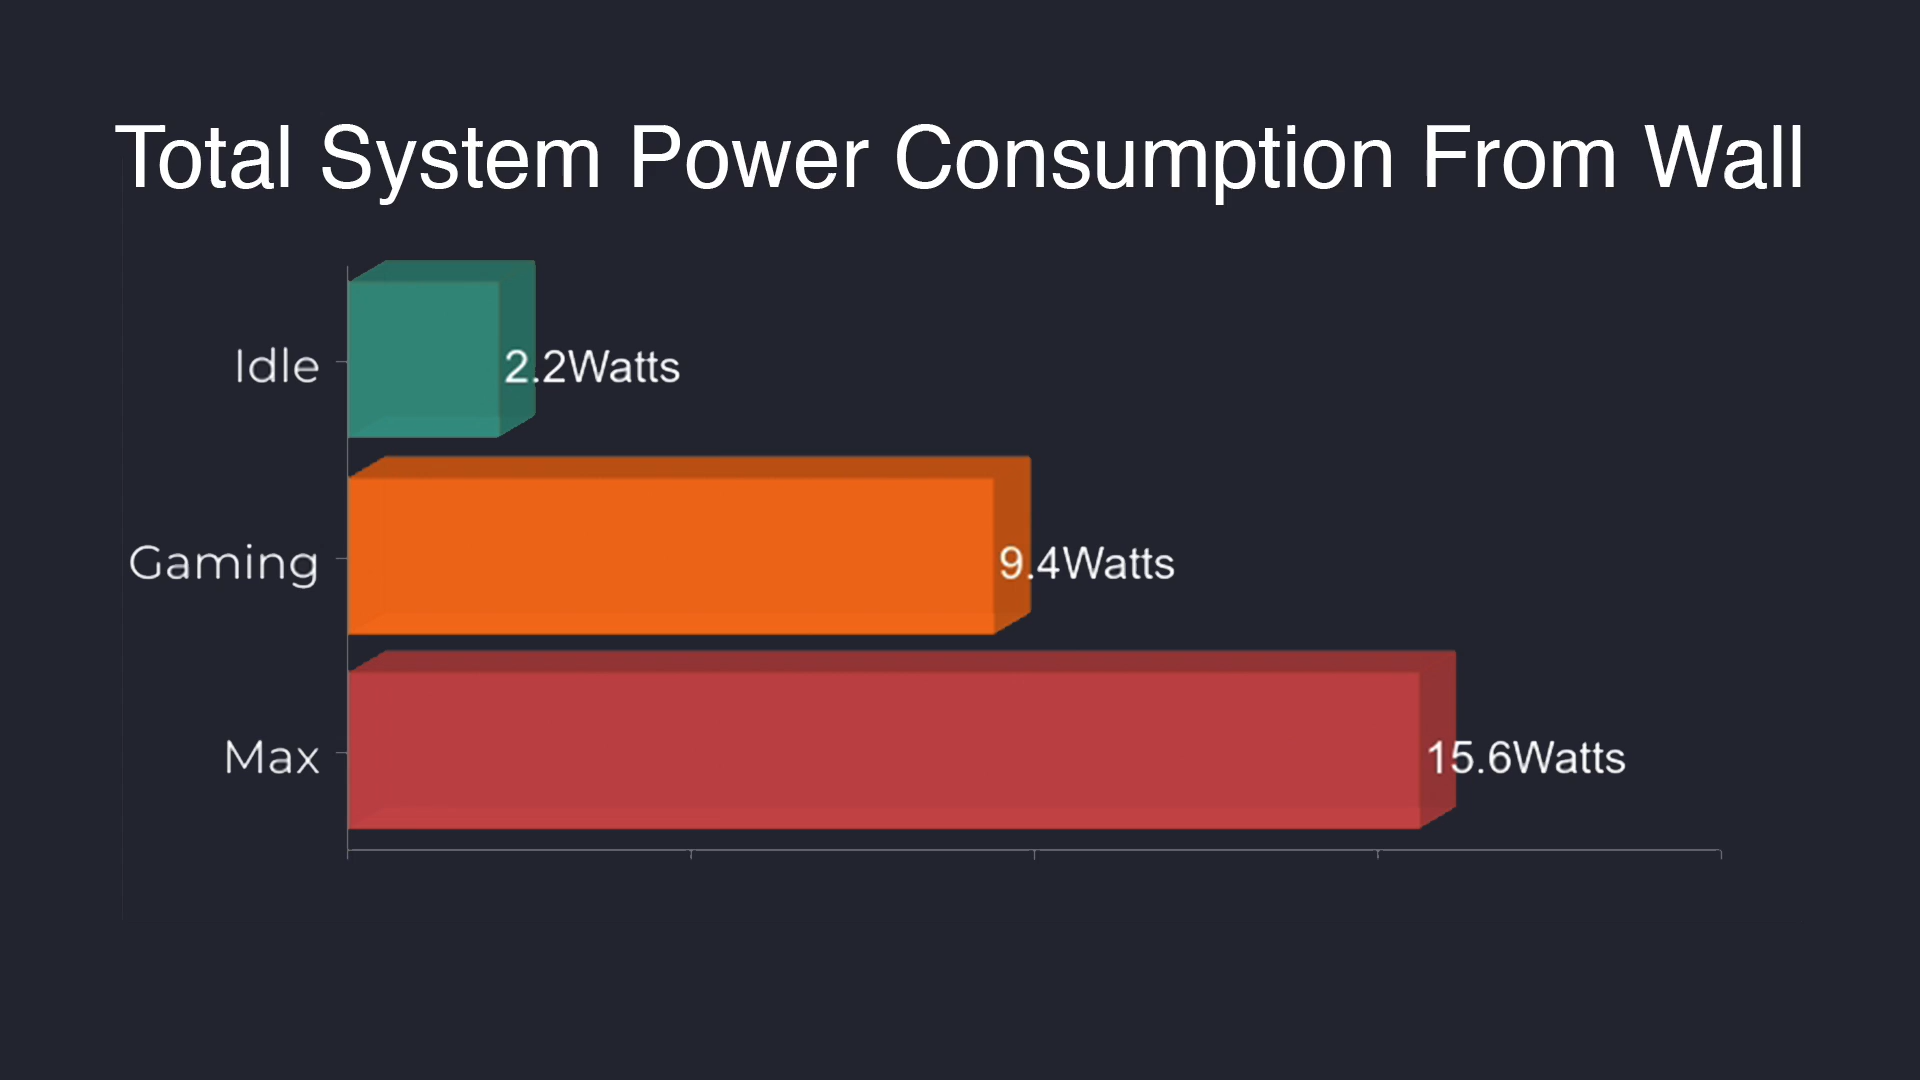 Total System Power Consumption From Wall
Idle
2.2Watts
Gaming
9.4Watts
Max
15.6Watts